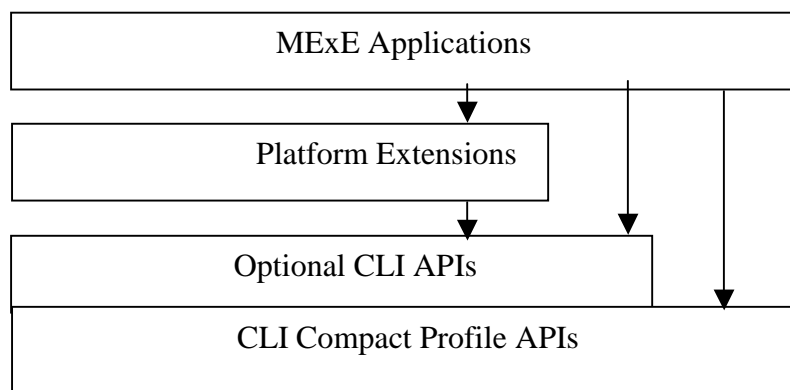 MExE Applications
Platform Extensions
Optional CLI APIs
CLI Compact Profile APIs